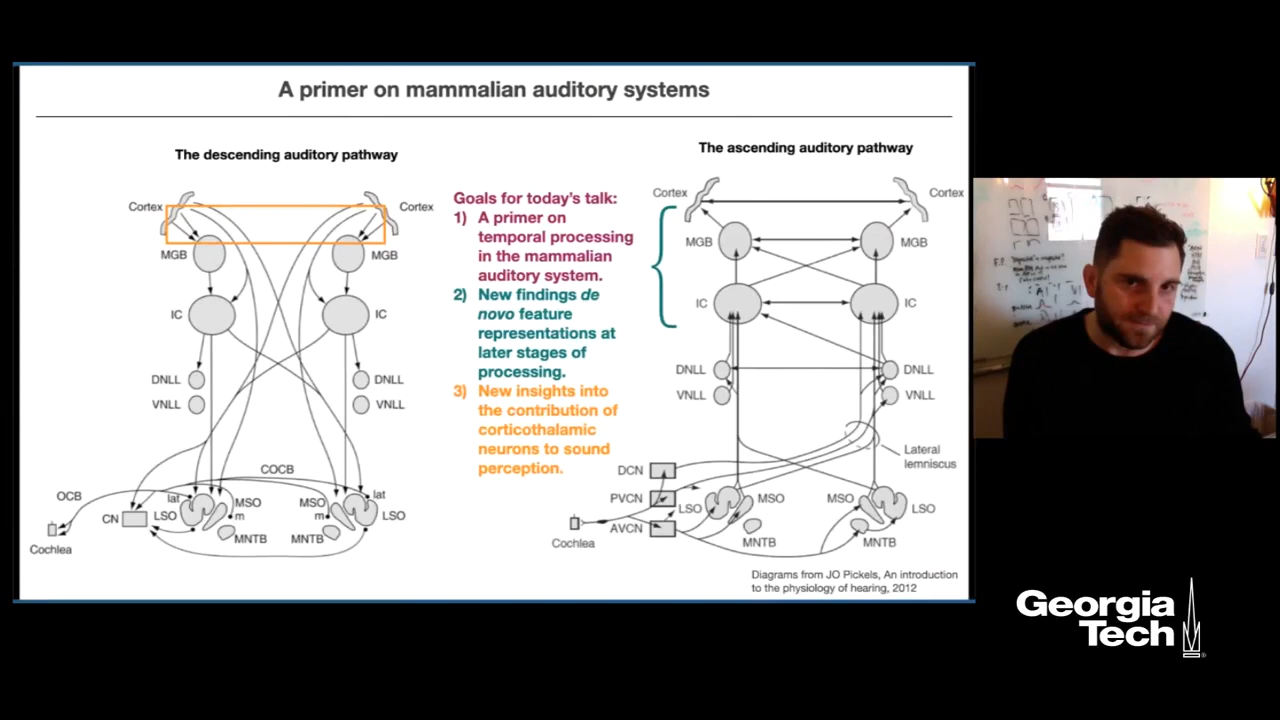 A primer on mammalian auditory systems
The descending auditory pathway
Cortex
Cortex
MGB
MGB
IC
IC
DNLL
DNLL
VNLL
VNLL
COCB
OCB
lat
lat
CN
LSO
MSO
m
MSO
m
LSO
MNTB
MNTB
Cochlea
Goals for today's talk:
1) A primer on
temporal processing
in the mammalian
auditory system.
2) New findings de
novo feature
representations at
later stages of
processing.
3) New insights into
the contribution of
corticothalamic
neurons to sound
perception.
The ascending auditory pathway
Cortex
Cortex
MGB
MGB
IC
IC
DNLL
DNLL
VNLL
VNLL
Lateral
lemniscus
DCN
PVCN
AVCN
LSO
MSO
MSO
LSO
MNTB
MNTB
Cochlea
Diagrams from JO Pickels, An introduction
to the physiology of hearing, 2012
Georgia
Tech